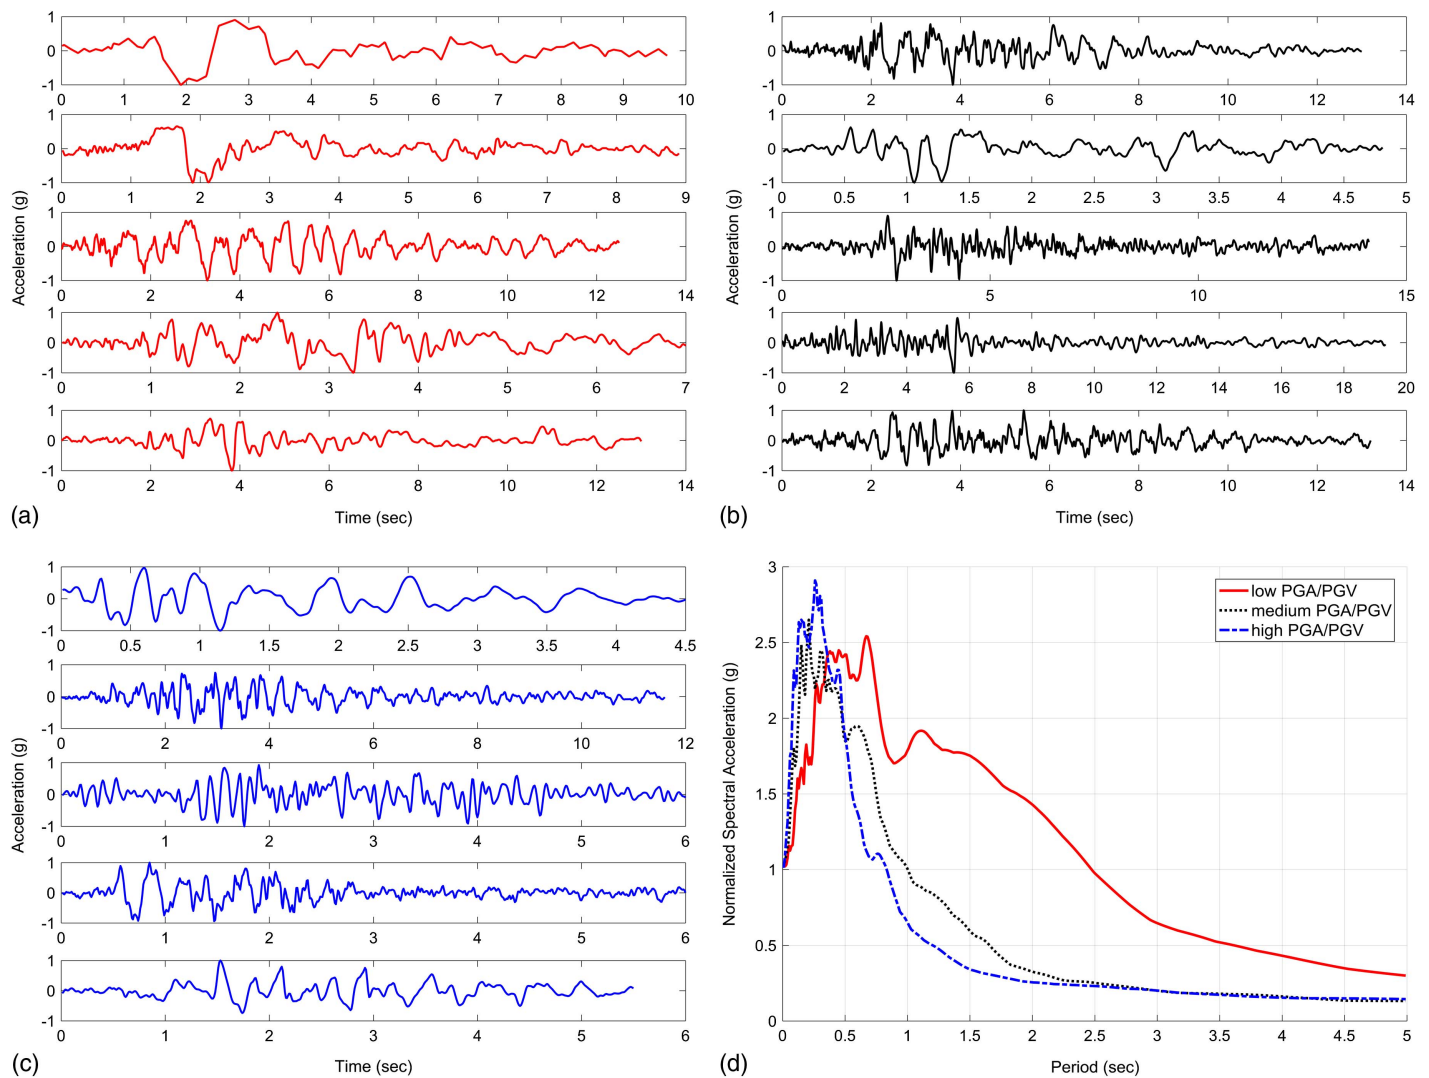 1
0
-1
0 1 2 3 4 5 6 7 8 9 10
1
0
-1
0 1 2 3 4 5 6 7 8 9
1
0
-1
0 2 4 6 8 10 12 14
1
0
-1
0 1 2 3 4 5 6 7
1
0
-1
0 2 4 6 8 10 12 14
Acceleration (g)
Time (sec)
(a)
1
0
-1
0 2 4 6 8 10 12 14
1
0
-1
0 0.5 1 1.5 2 2.5 3 3.5 4 4.5 5
1
0
-1
0 5 10 15
1
0
-1
0 2 4 6 8 10 12 14 16 18 20
1
0
-1
0 2 4 6 8 10 12 14
Acceleration (g)
Time (sec)
(b)
1
0
-1
0 0.5 1 1.5 2 2.5 3 3.5 4 4.5
1
0
-1
0 2 4 6 8 10 12
1
0
-1
0 1 2 3 4 5 6
1
0
-1
0 1 2 3 4 5 6
1
0
-1
0 1 2 3 4 5 6
Acceleration (g)
Time (sec)
(c)
3
2.5
2
1.5
1
0.5
0
0 0.5 1 1.5 2 2.5 3 3.5 4 4.5 5
Normalized Spectral Acceleration (g)
low PGA/PGV
medium PGA/PGV
high PGA/PGV
Period (sec)
(d)